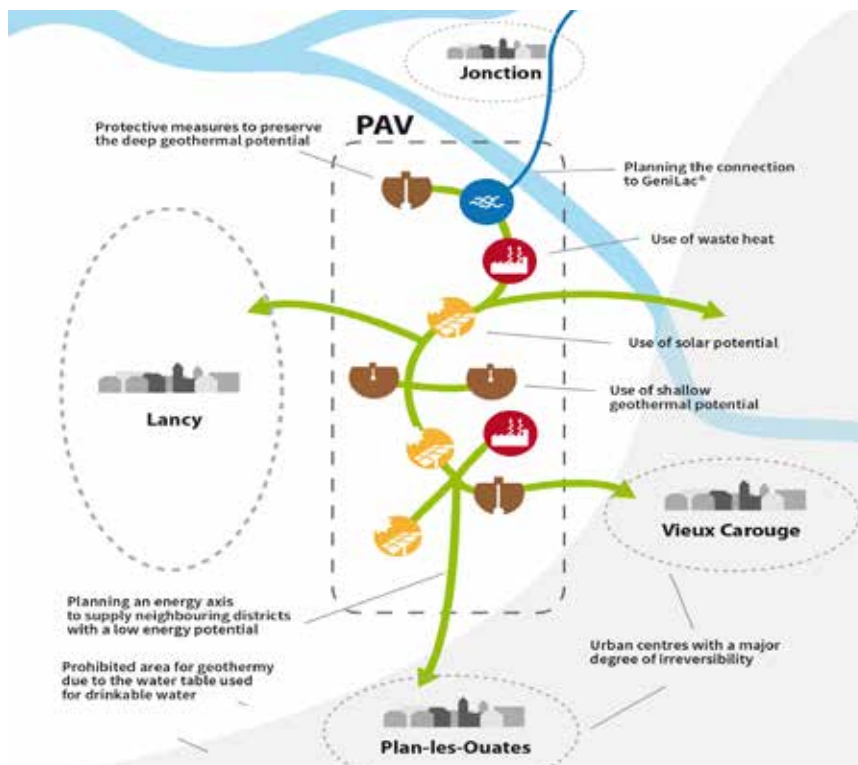 Jonction
PAV
Protective measures to preserve
the deep geothermal potential
Planning the connection
to GeniLac®
Use of waste heat
Use of solar potential
Use of shallow
geothermal potential
Lancy
Vieux Carouge
Planning an energy axis
to supply neighbouring districts
with a low energy potential
Urban centres with a major
degree of irreversibility
Prohibited area for geothermy
due to the water table used
for drinkable water
Plan-les-Ouates